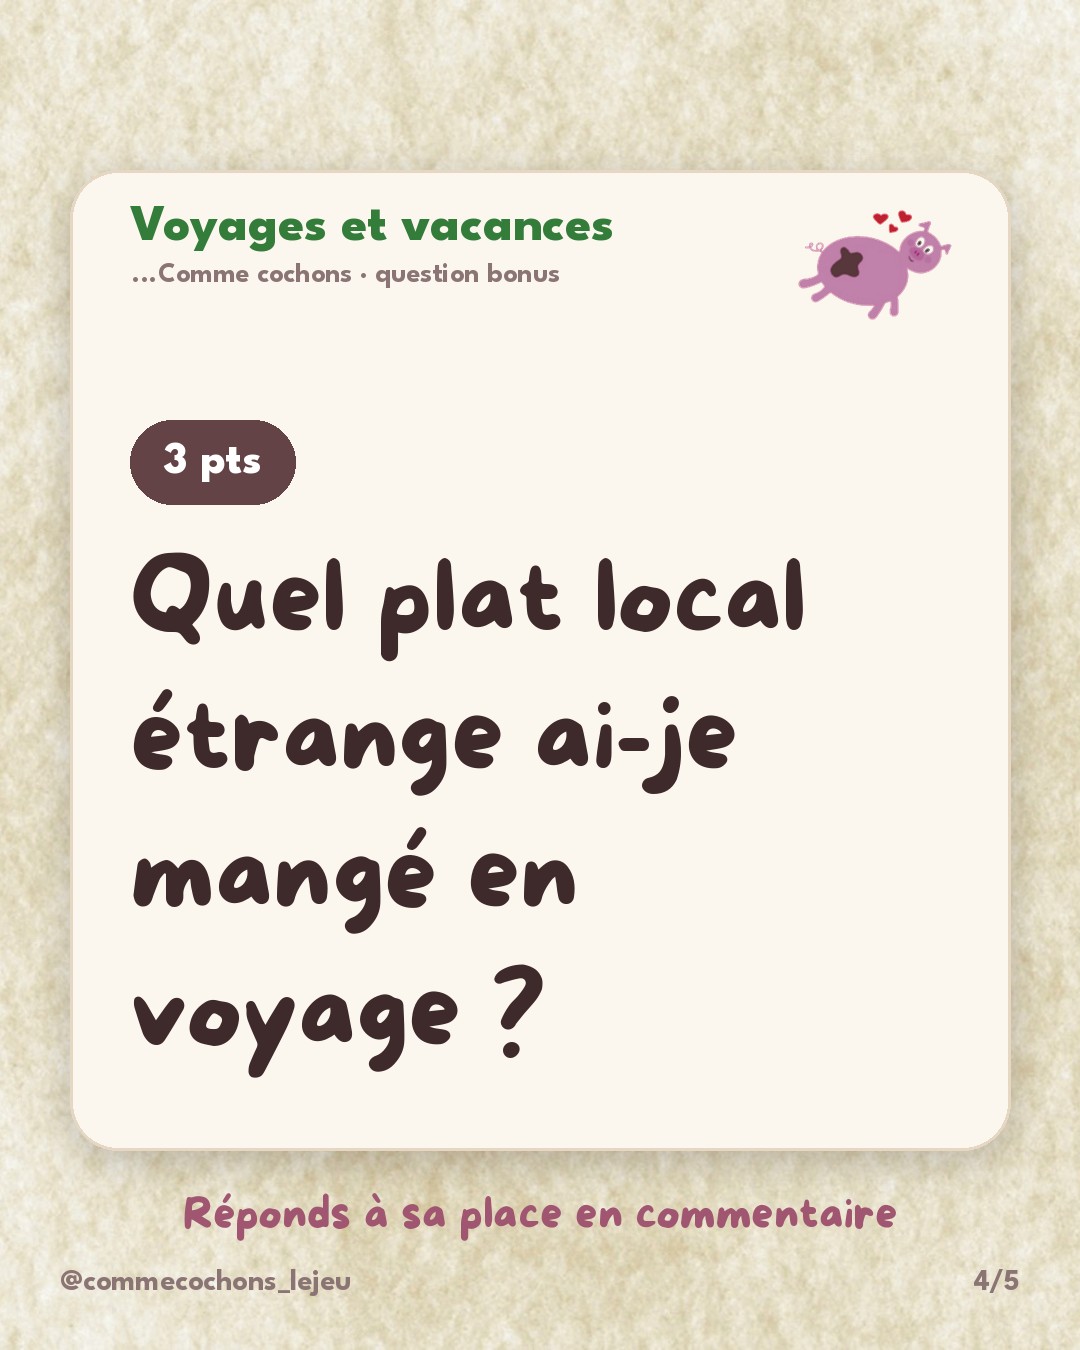 Voyages et vacances
...Comme cochons · question bonus
3 pts
Quel plat local
étrange ai-je
mangé en
voyage ?
Réponds à sa place en commentaire
@commecochons_lejeu
4/5